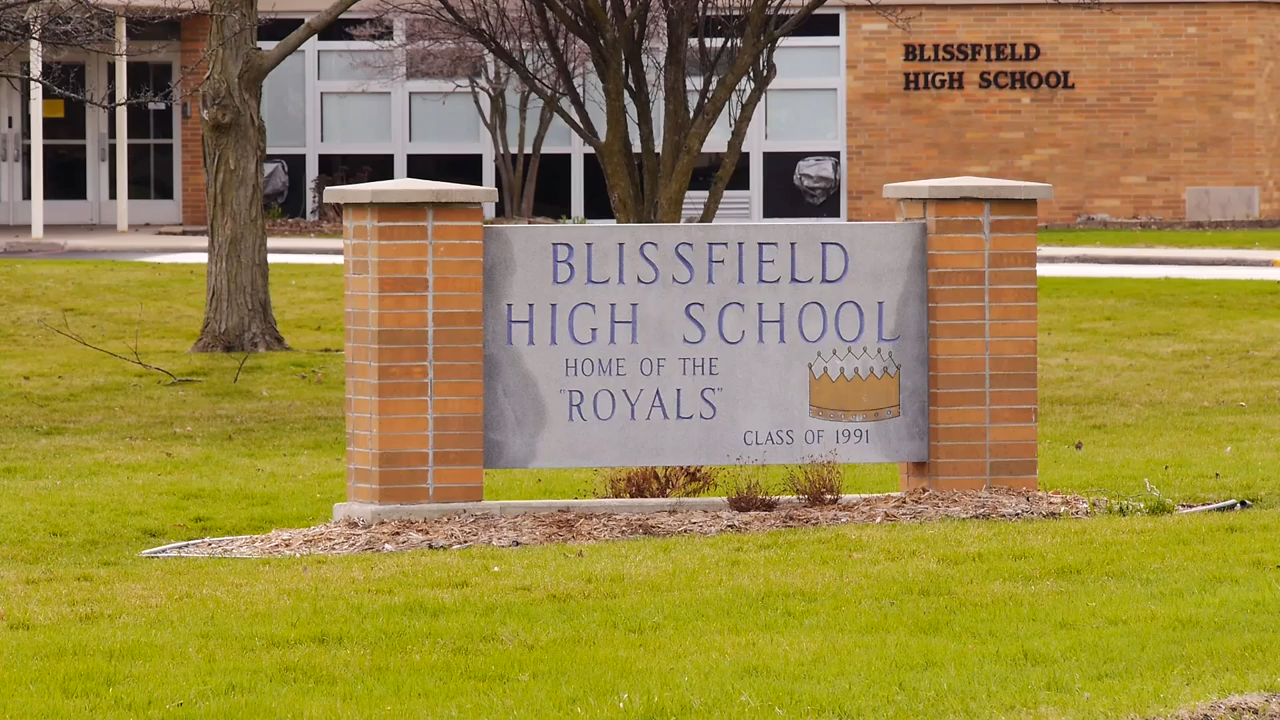 BLISSFIELD
HIGH SCHOOL
BLISSFIELD
HIGH SCHOOL
HOME OF THE
"ROYALS"
CLASS OF 1991